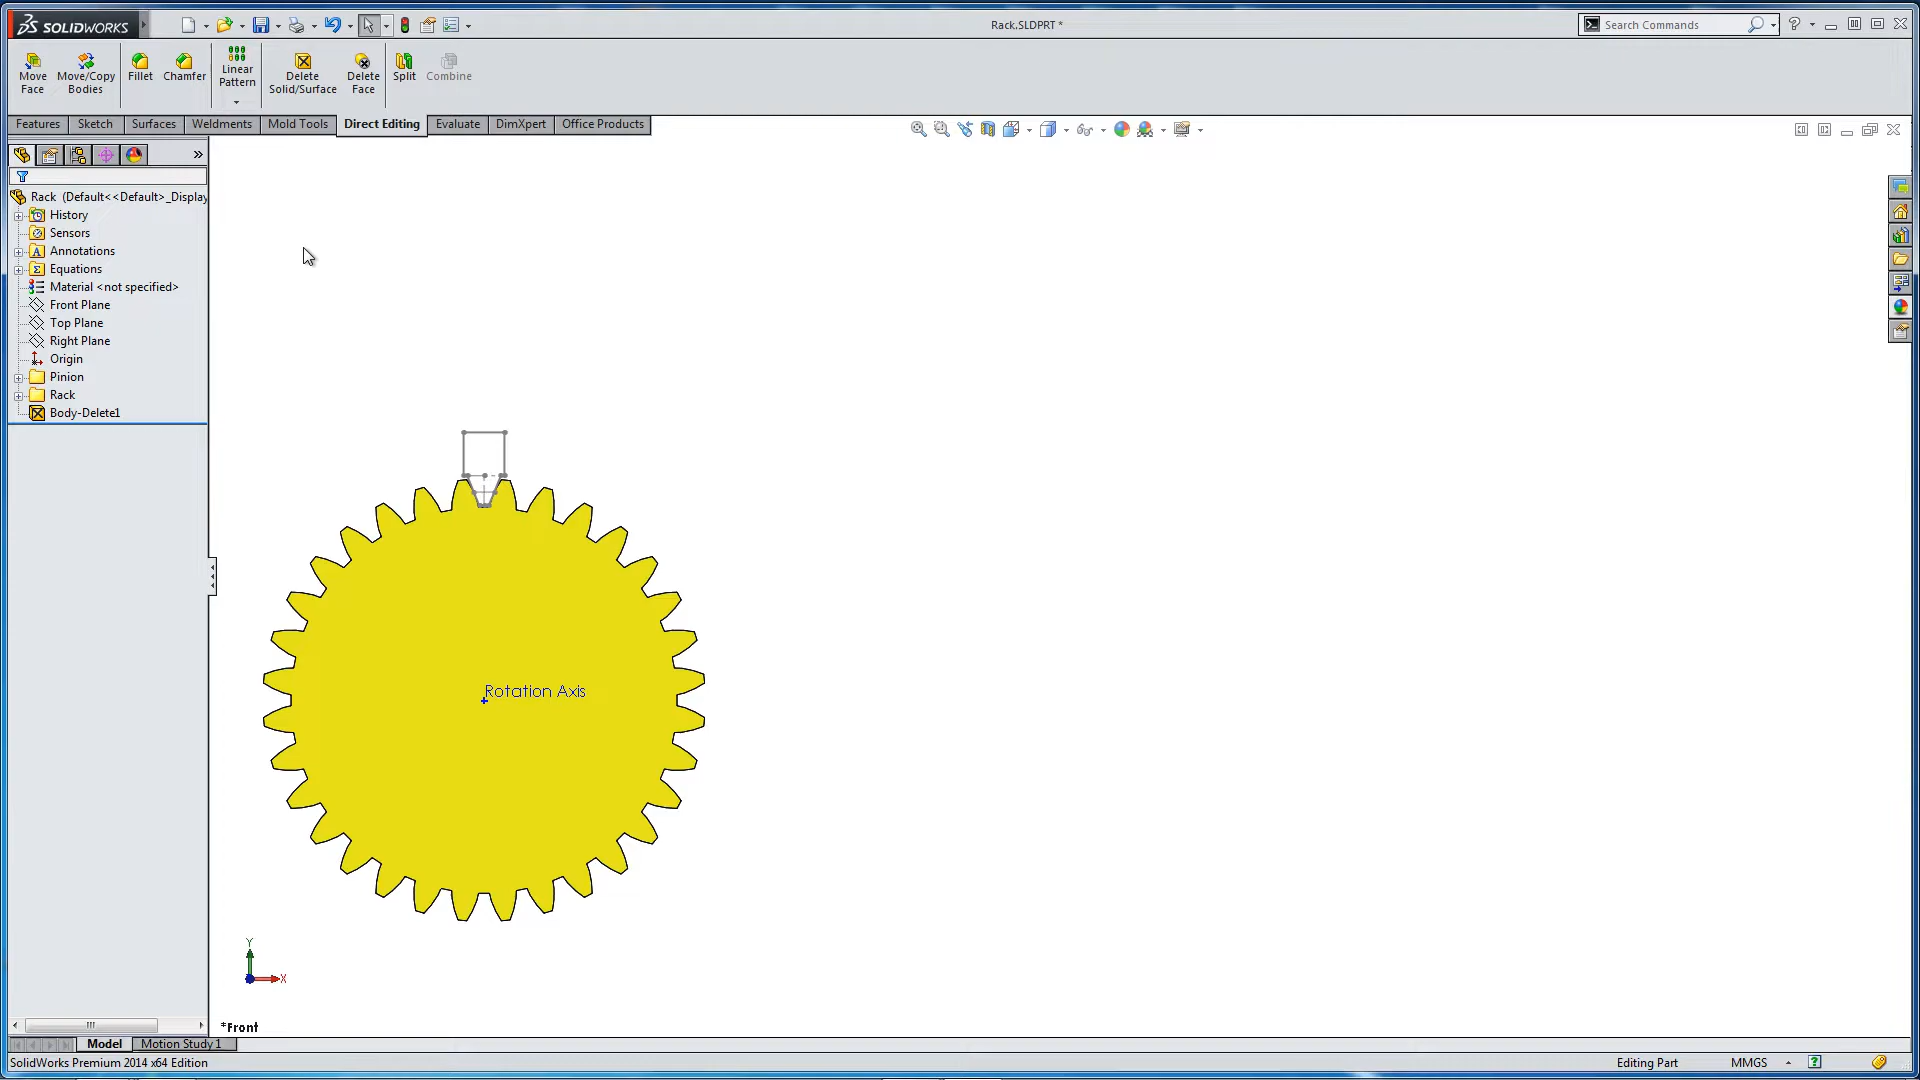 SOLIDWORKS
Rack.SLDPRT *
Search Commands
Move Face
Move/Copy Bodies
Fillet
Chamfer
Linear Pattern
Delete Solid/Surface
Delete Face
Split
Combine
Features
Sketch
Surfaces
Weldments
Mold Tools
Direct Editing
Evaluate
DimXpert
Office Products
Rack (Default<<Default>_Display
History
Sensors
Annotations
Equations
Material <not specified>
Front Plane
Top Plane
Right Plane
Origin
Pinion
Rack
Body-Delete1
Rotation Axis
Y
X
*Front
Model
Motion Study 1
SolidWorks Premium 2014 x64 Edition
Editing Part
MMGS